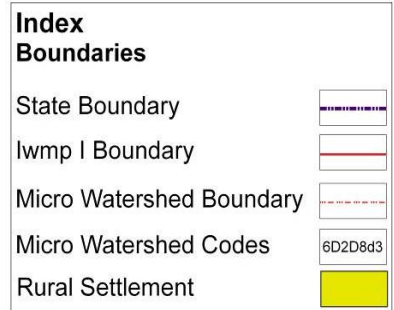 Index
Boundaries
State Boundary
Iwmp I Boundary
Micro Watershed Boundary
Micro Watershed Codes 6D2D8d3
Rural Settlement